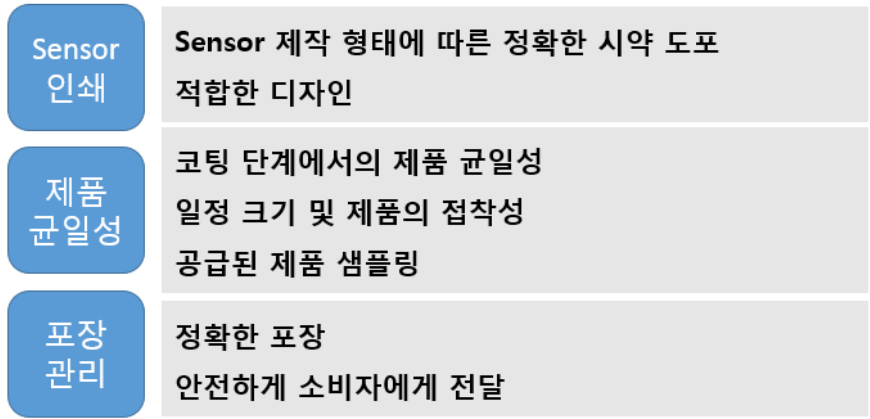 Sensor
인쇄
Sensor 제작 형태에 따른 정확한 시약 도포
적합한 디자인
제품
균일성
코팅 단계에서의 제품 균일성
일정 크기 및 제품의 접착성
공급된 제품 샘플링
포장
관리
정확한 포장
안전하게 소비자에게 전달